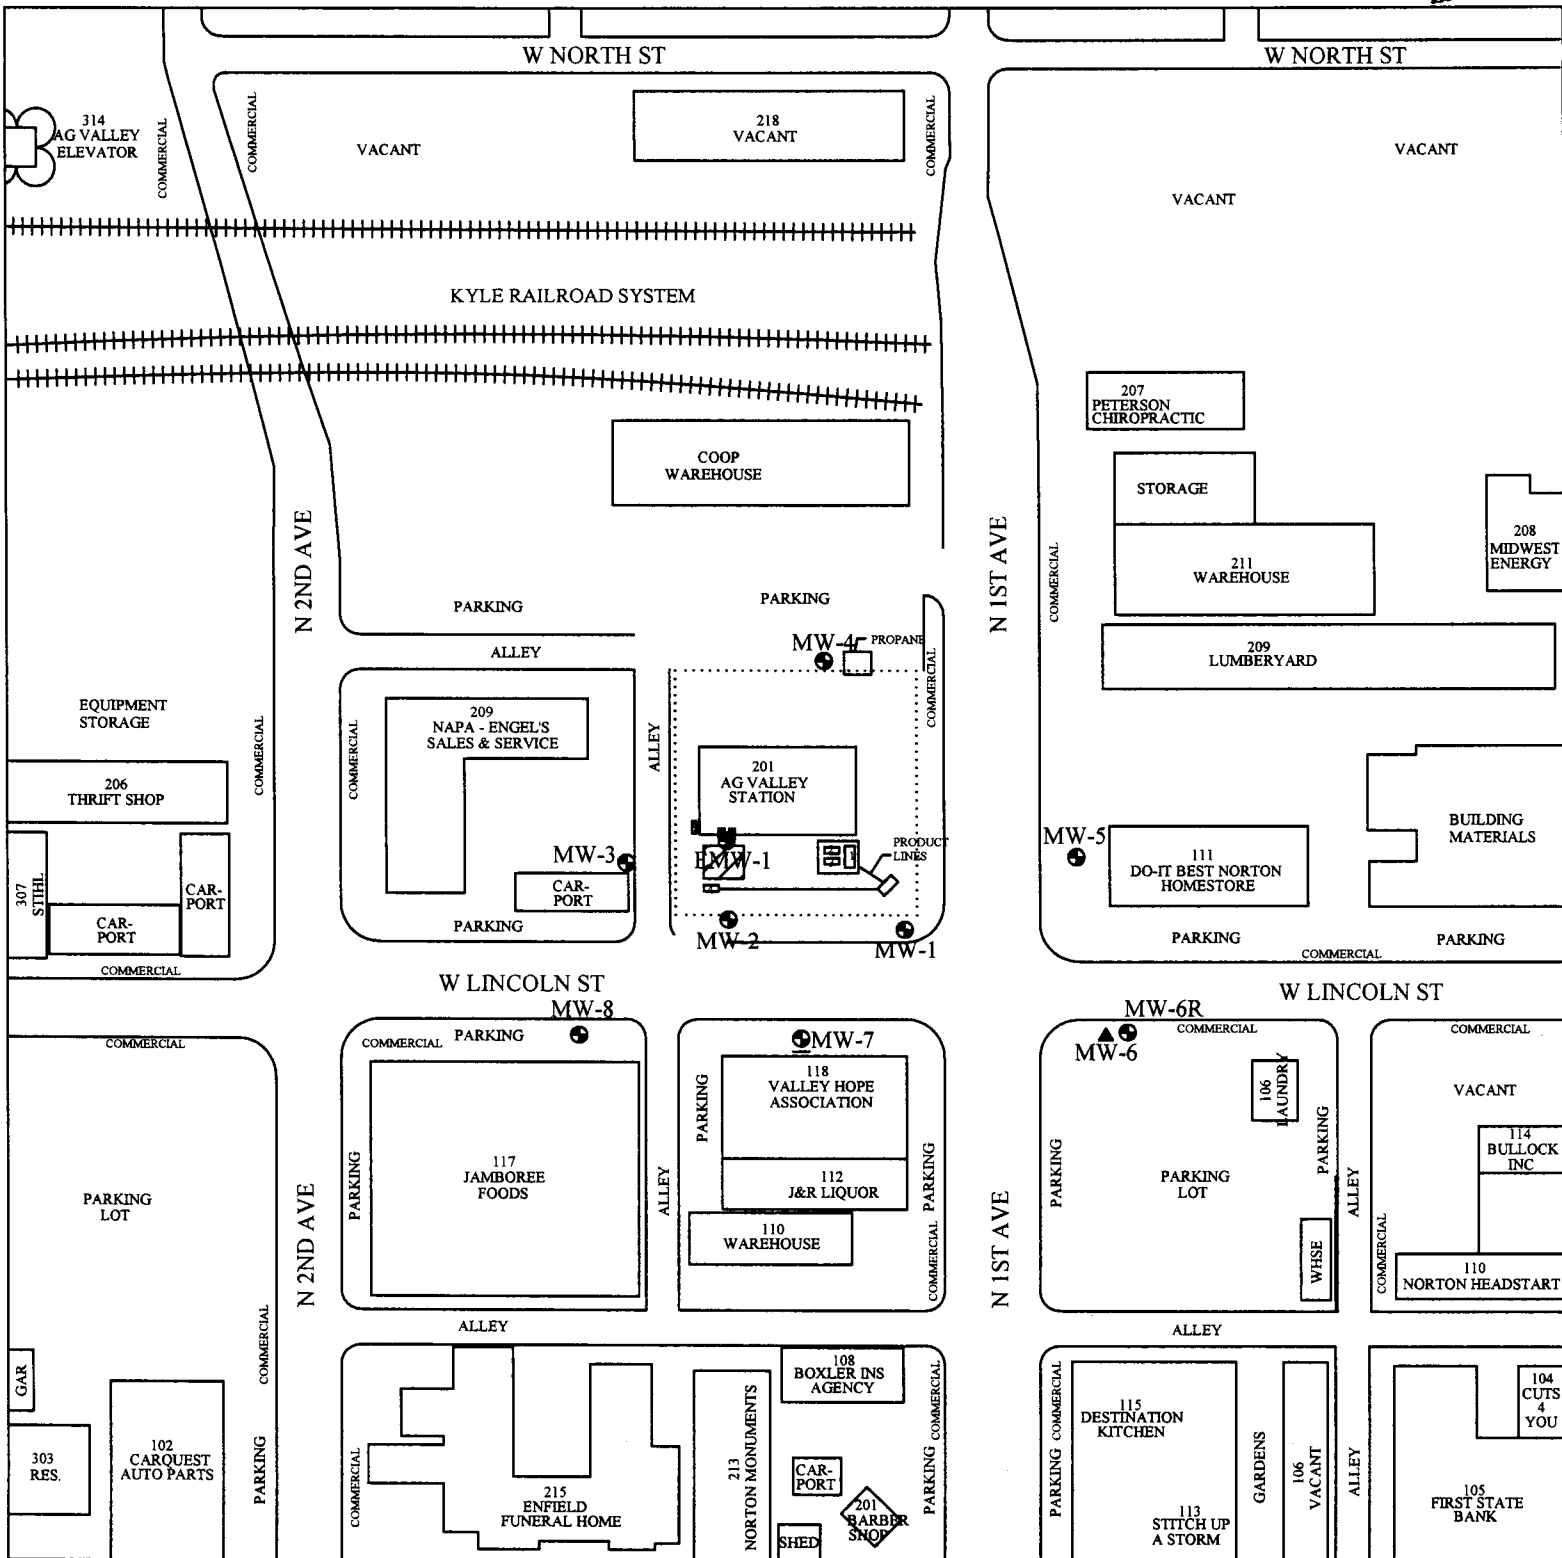 W NORTH ST
W NORTH ST
314
AG VALLEY
ELEVATOR
COMMERCIAL
COMMERCIAL
VACANT
218
VACANT
COMMERCIAL
VACANT
VACANT
KYLE RAILROAD SYSTEM
207
PETERSON
CHIROPRACTIC
COOP
WAREHOUSE
STORAGE
N 2ND AVE
N 1ST AVE
COMMERCIAL
211
WAREHOUSE
208
MIDWEST
ENERGY
PARKING
PARKING
ALLEY
MW-4
PROPANE
COMMERCIAL
209
LUMBERYARD
EQUIPMENT
STORAGE
COMMERCIAL
COMMERCIAL
209
NAPA - ENGEL'S
SALES & SERVICE
ALLEY
201
AG VALLEY
STATION
206
THRIFT SHOP
307
STIHL
CAR-
PORT
CAR-
PORT
COMMERCIAL
MW-3
CAR-
PORT
PARKING
EMW-1
PRODUCT
LINES
MW-2
MW-1
MW-5
111
DO-IT BEST NORTON
HOMESTORE
BUILDING
MATERIALS
PARKING
COMMERCIAL
PARKING
W LINCOLN ST
W LINCOLN ST
MW-8
COMMERCIAL
COMMERCIAL
PARKING
MW-7
MW-6R
MW-6
COMMERCIAL
COMMERCIAL
118
VALLEY HOPE
ASSOCIATION
PARKING
106
LAUNDRY
VACANT
PARKING
LOT
N 2ND AVE
PARKING
117
JAMBOREE
FOODS
ALLEY
112
J&R LIQUOR
110
WAREHOUSE
PARKING
COMMERCIAL
N 1ST AVE
PARKING
PARKING
LOT
PARKING
WHSE
ALLEY
COMMERCIAL
114
BULLOCK
INC
110
NORTON HEADSTART
ALLEY
ALLEY
COMMERCIAL
GAR
303
RES.
102
CARQUEST
AUTO PARTS
PARKING
COMMERCIAL
215
ENFIELD
FUNERAL HOME
213
NORTON MONUMENTS
108
BOXLER INS
AGENCY
CAR-
PORT
201
BARBER
SHOP
SHED
COMMERCIAL
PARKING
COMMERCIAL
PARKING
115
DESTINATION
KITCHEN
113
STITCH UP
A STORM
GARDENS
106
VACANT
ALLEY
105
FIRST STATE
BANK
104
CUTS
4
YOU